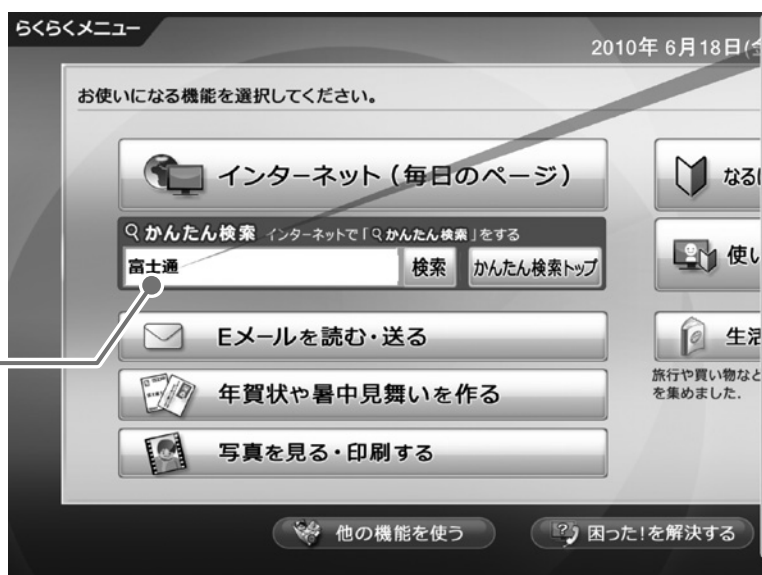 らくらくメニュー
2010年 6月18日(金
お使いになる機能を選択してください。
インターネット(毎日のページ)
なる
かんたん検索 インターネットで「かんたん検索」をする
富士通
検索
かんたん検索トップ
使い
Eメールを読む・送る
生活
旅行や買い物など
を集めました.
年賀状や暑中見舞いを作る
写真を見る・印刷する
他の機能を使う
困った!を解決する